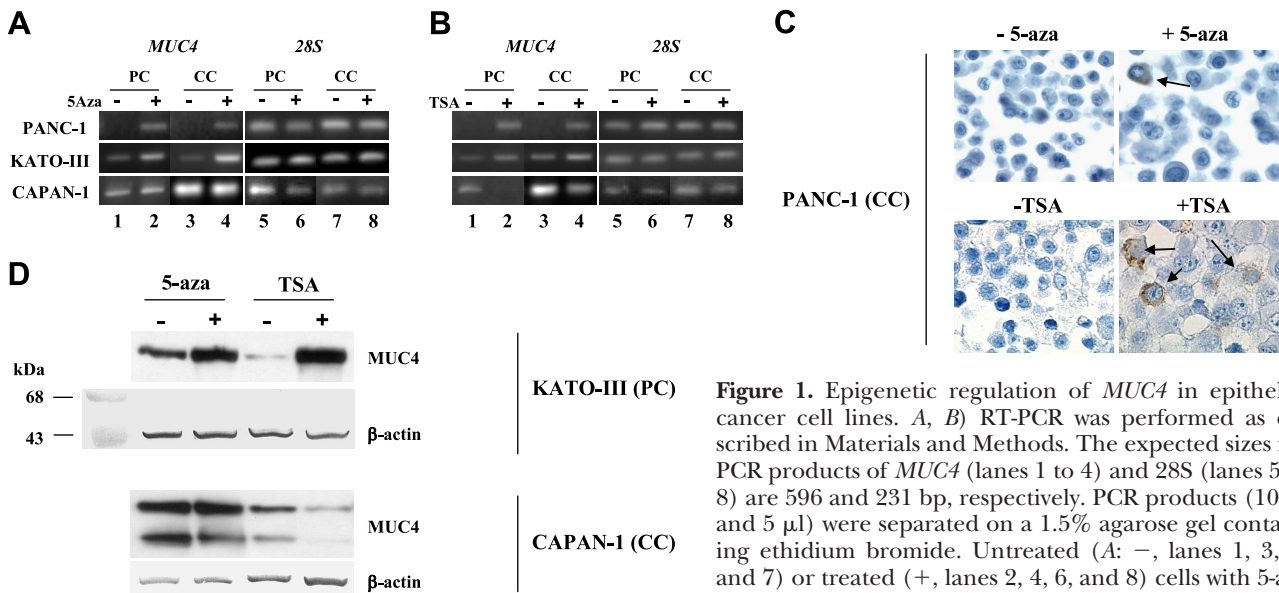 A
MUC4 28S
PC CC PC CC
5Aza - + - + - + - +
PANC-1
KATO-III
CAPAN-1
1 2 3 4 5 6 7 8
B
MUC4 28S
PC CC PC CC
TSA - + - + - + - +
1 2 3 4 5 6 7 8
C
- 5-aza + 5-aza
PANC-1 (CC)
-TSA +TSA
D
5-aza TSA
- + - +
MUC4
kDa
68
43
β-actin
KATO-III (PC)
MUC4
β-actin
CAPAN-1 (CC)
Figure 1. Epigenetic regulation of MUC4 in epithel
cancer cell lines. A, B) RT-PCR was performed as
scribed in Materials and Methods. The expected sizes
PCR products of MUC4 (lanes 1 to 4) and 28S (lanes 5
8) are 596 and 231 bp, respectively. PCR products (10
and 5 μl) were separated on a 1.5% agarose gel contai
ing ethidium bromide. Untreated (A: −, lanes 1, 3,
and 7) or treated (+, lanes 2, 4, 6, and 8) cells with 5-a